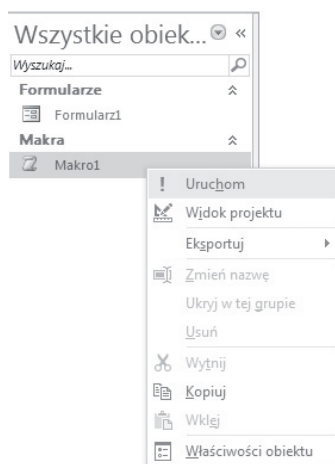 Wszystkie obiek...
Wyszukaj...
Formularze
Formularz1
Makra
Makro1
Uruchom
Widok projektu
Eksportuj
Zmień nazwę
Ukryj w tej grupie
Usuń
Wytnij
Kopiuj
Wklej
Właściwości obiektu